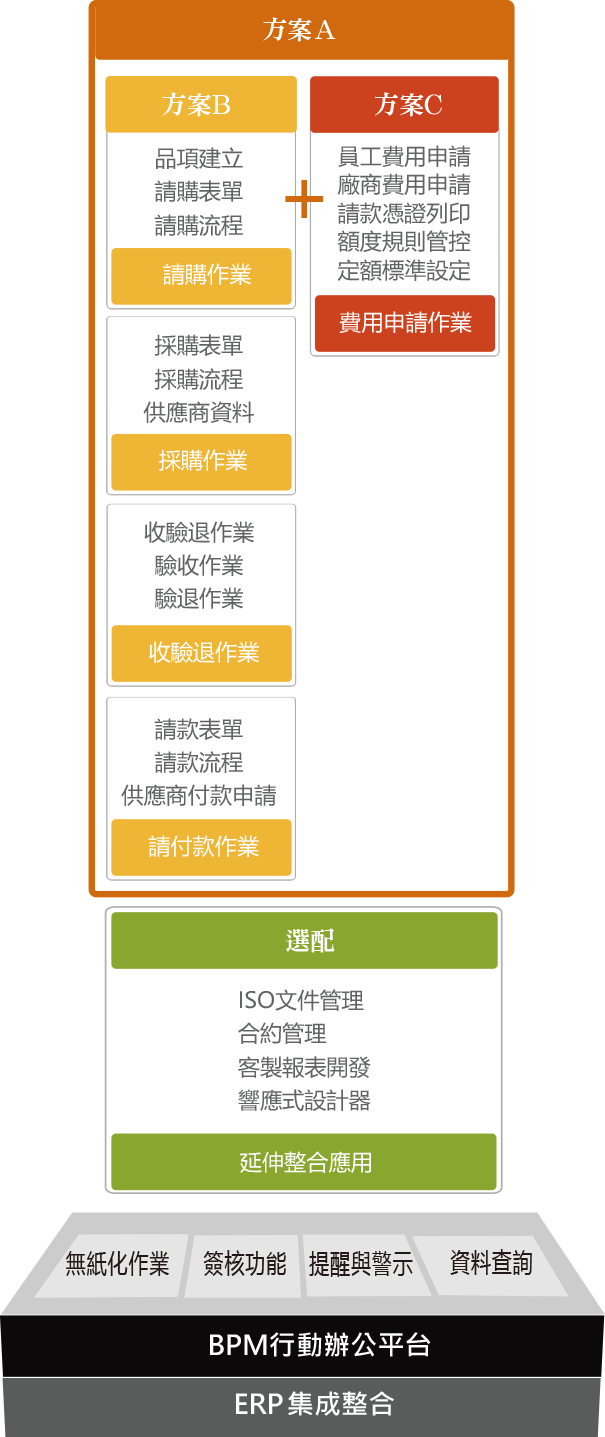 方案A
方案B
品項建立
請購表單
請購流程
請購作業
採購表單
採購流程
供應商資料
採購作業
收驗退作業
驗收作業
驗退作業
收驗退作業
請款表單
請款流程
供應商付款申請
請付款作業
+
方案C
員工費用申請
廠商費用申請
請款憑證列印
額度規則管控
定額標準設定
費用申請作業
選配
ISO文件管理
合約管理
客製報表開發
響應式設計器
延伸整合應用
無紙化作業 簽核功能 提醒與警示 資料查詢
BPM行動辦公平台
ERP集成整合